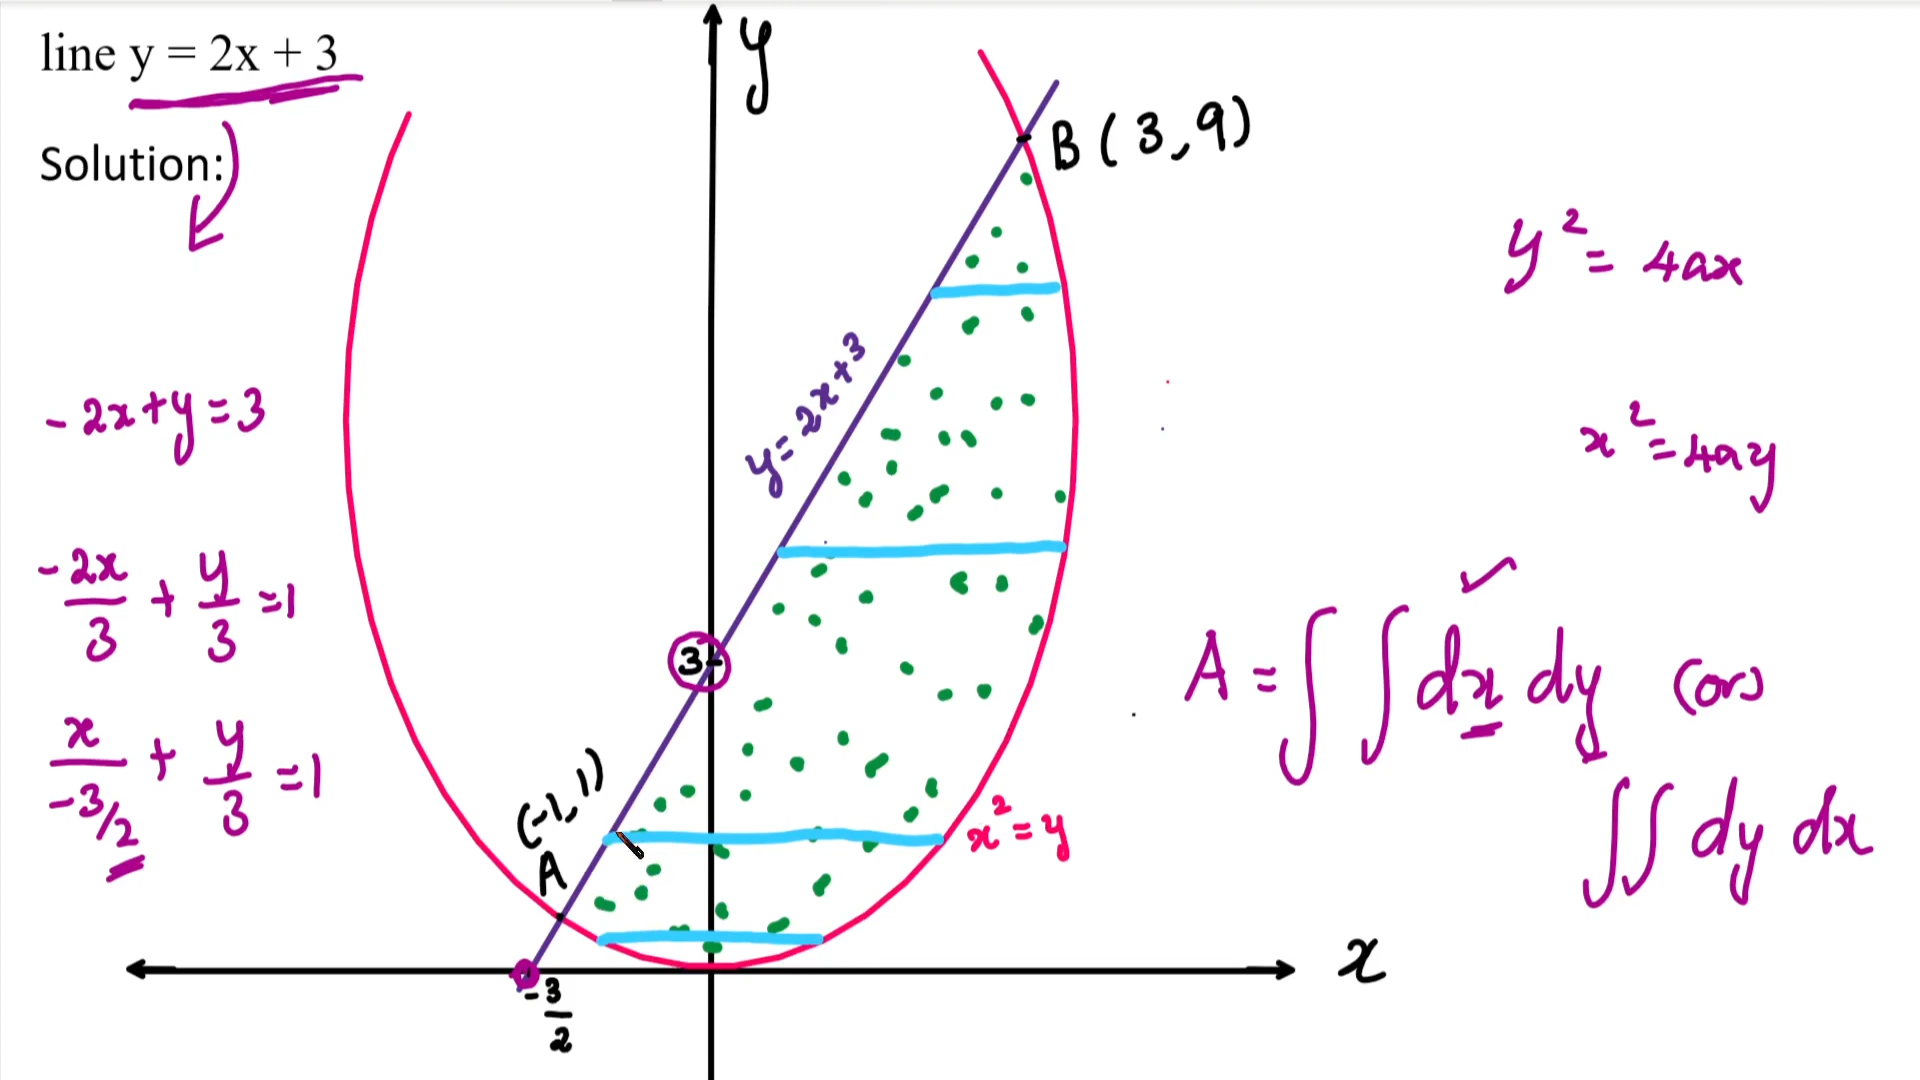 line y = 2x + 3
Solution:
-2x+y=3
-2x/3 + y/3 =1
x/-3/2 + y/3 =1
y
B (3,9)
y=2x+3
3
(-1,1)
A
x²=y
-3/2
x
y² = 4ax
x² = 4ay
A = ∫∫ dx dy (or)
∫∫ dy dx